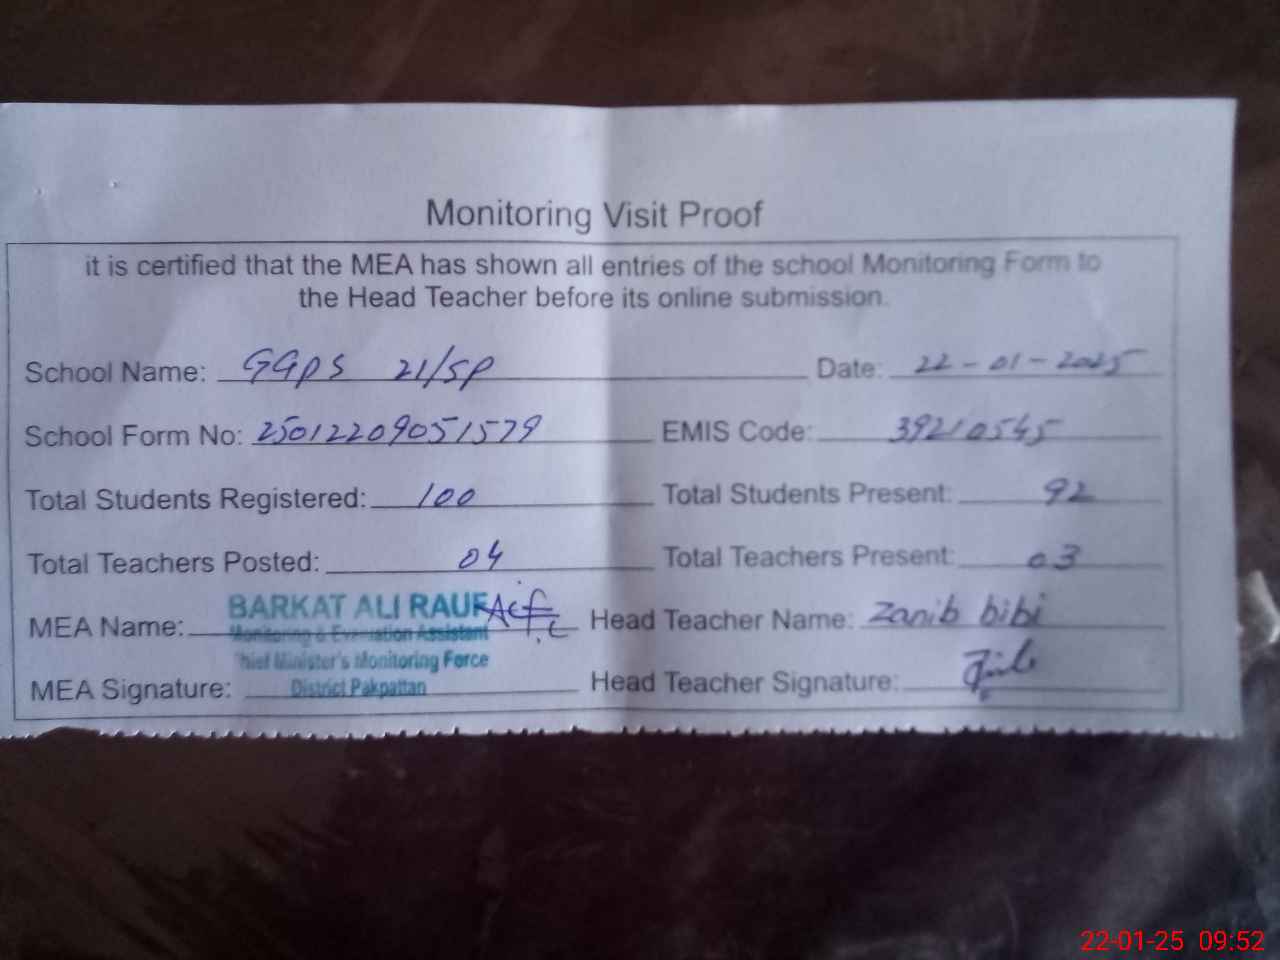 Monitoring Visit Proof
it is certified that the MEA has shown all entries of the school Monitoring Form to
the Head Teacher before its online submission.
School Name: GGPS 21/SP Date: 22-01-2025
School Form No: 25012209051579 EMIS Code: 39210545
Total Students Registered: 100 Total Students Present: 92
Total Teachers Posted: 04 Total Teachers Present: 03
MEA Name: BARKAT ALI RAUF Head Teacher Name: Zanib bibi
Monitoring & Evaluation Assistant
Chief Minister's Monitoring Force
MEA Signature: District Pakpattan Head Teacher Signature:
22-01-25 09:52